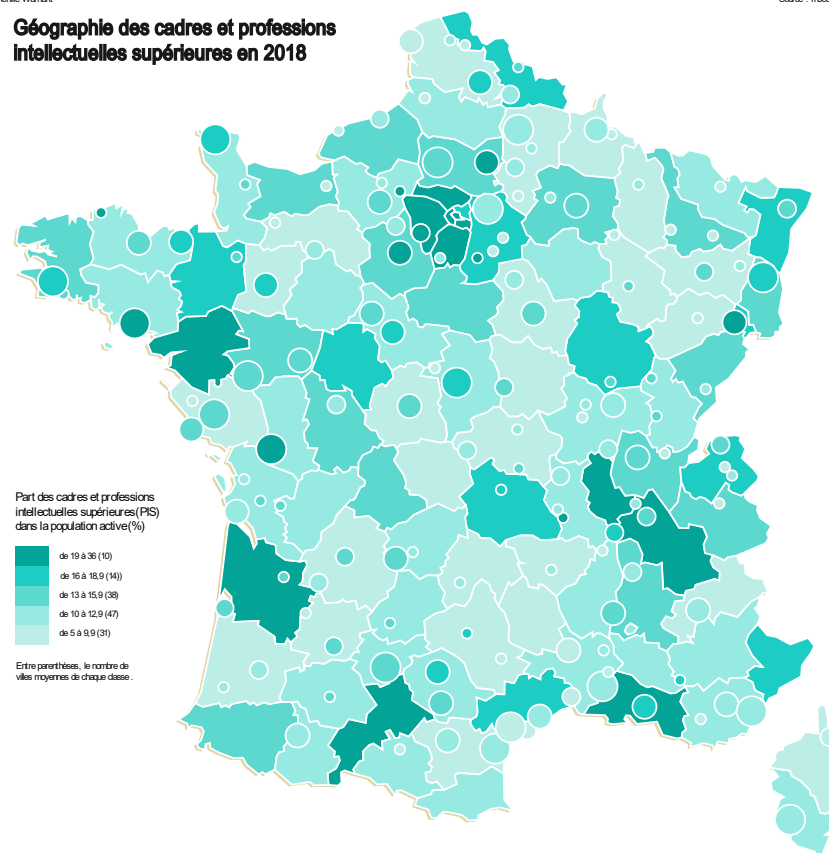 Géographie des cadres et professions
intellectuelles supérieures en 2018
Part des cadres et professions
intellectuelles supérieures (PIS)
dans la population active (%)
de 19 à 36 (10)
de 16 à 18,9 (14))
de 13 à 15,9 (38)
de 10 à 12,9 (47)
de 5 à 9,9 (31)
Entre parenthèses, le nombre de
villes moyennes de chaque classe.